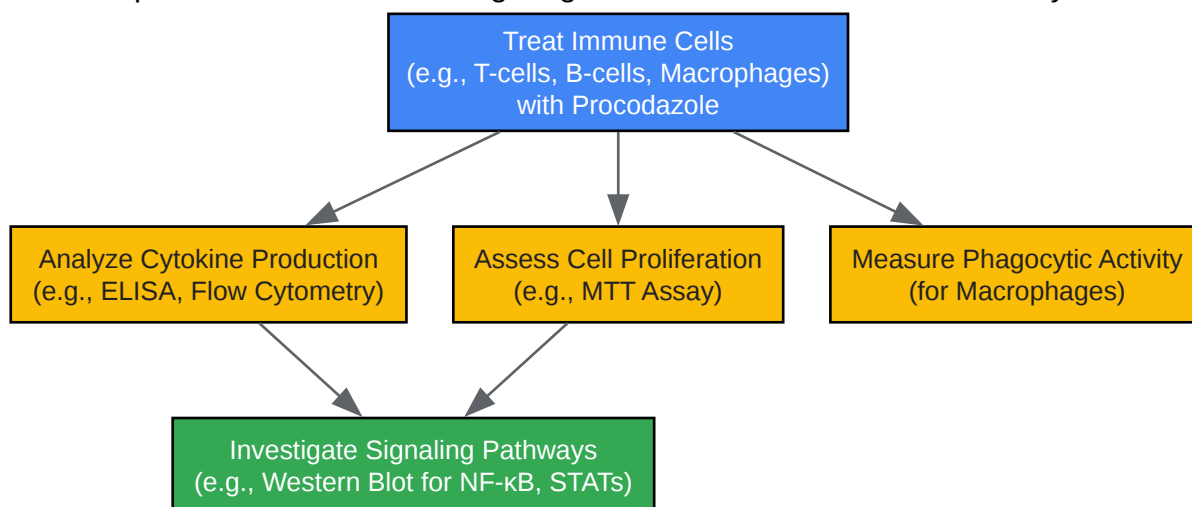 Treat Immune Cells
(e.g., T-cells, B-cells, Macrophages)
with Procodazole
Analyze Cytokine Production
(e.g., ELISA, Flow Cytometry)
Assess Cell Proliferation
(e.g., MTT Assay)
Measure Phagocytic Activity
(for Macrophages)
Investigate Signaling Pathways
(e.g., Western Blot for NF-κB, STATs)